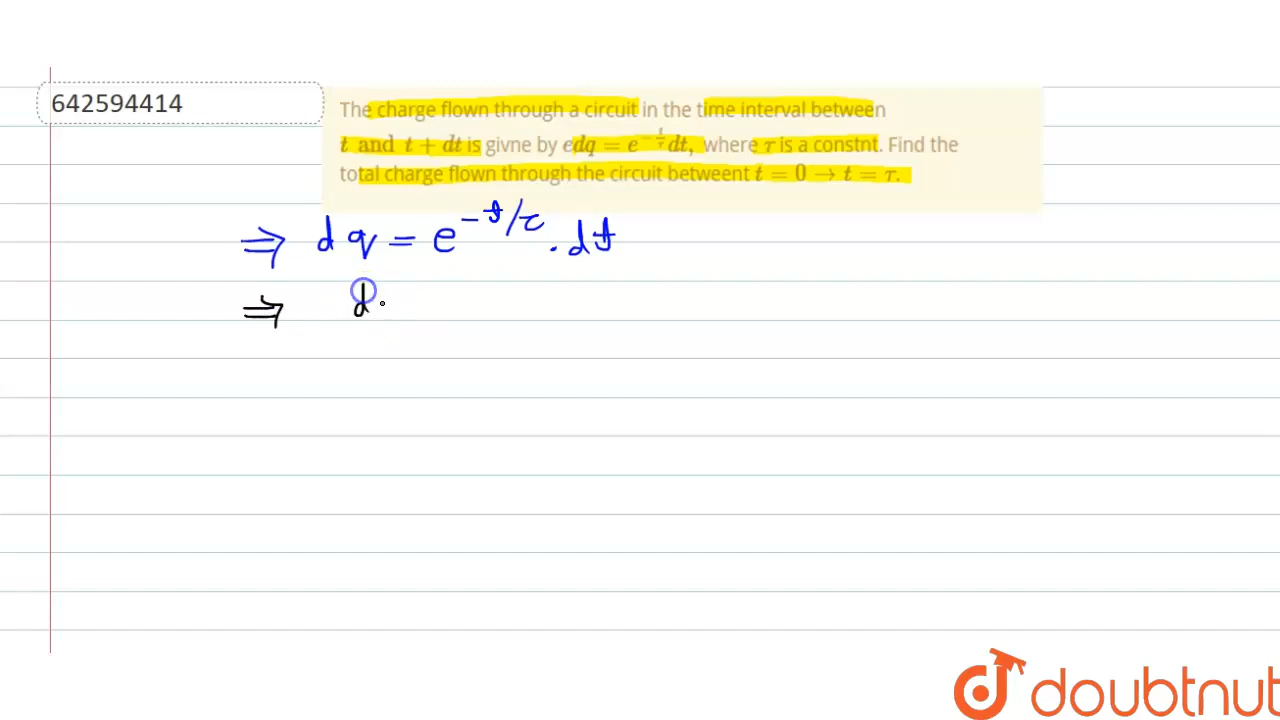 642594414
The charge flown through a circuit in the time interval between
t and t + dt is givne by edq = e^{-t/τ} dt, where τ is a constnt. Find the
total charge flown through the circuit betweent t = 0 → t = τ.
⇒ dq = e^{-t/τ} . dt
⇒ d
doubtnut